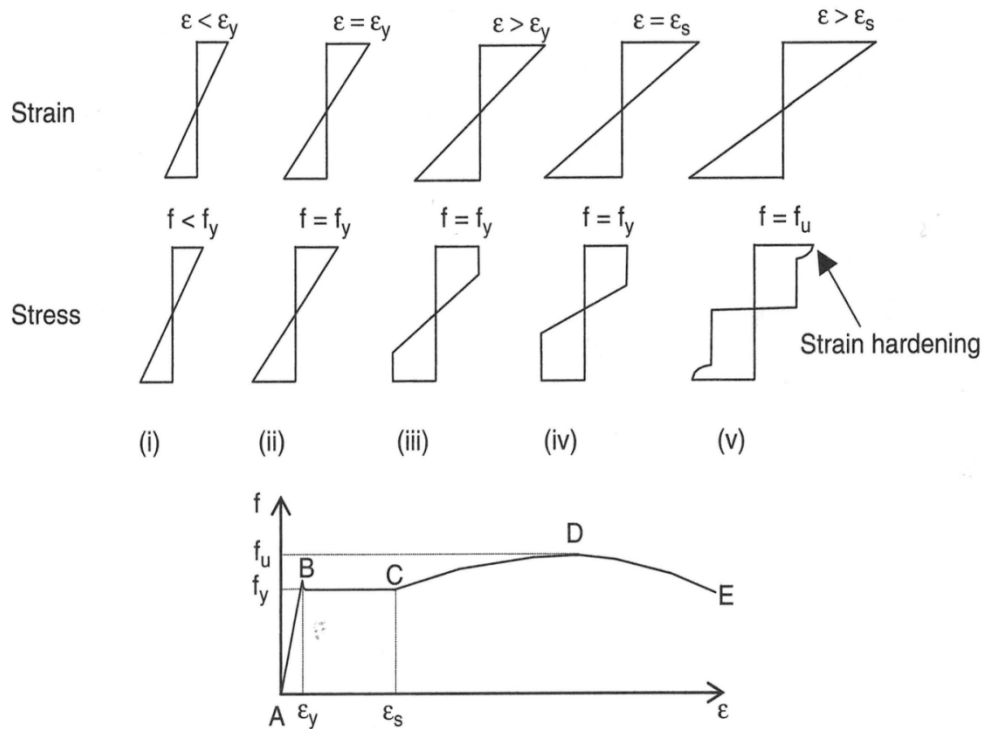 ε < εy ε = εy ε > εy ε = εs ε > εs
Strain
f < fy f = fy f = fy f = fy f = fu
Stress
Strain hardening
(i) (ii) (iii) (iv) (v)
f
D
fu
B
C
fy
E
A εy εs ε